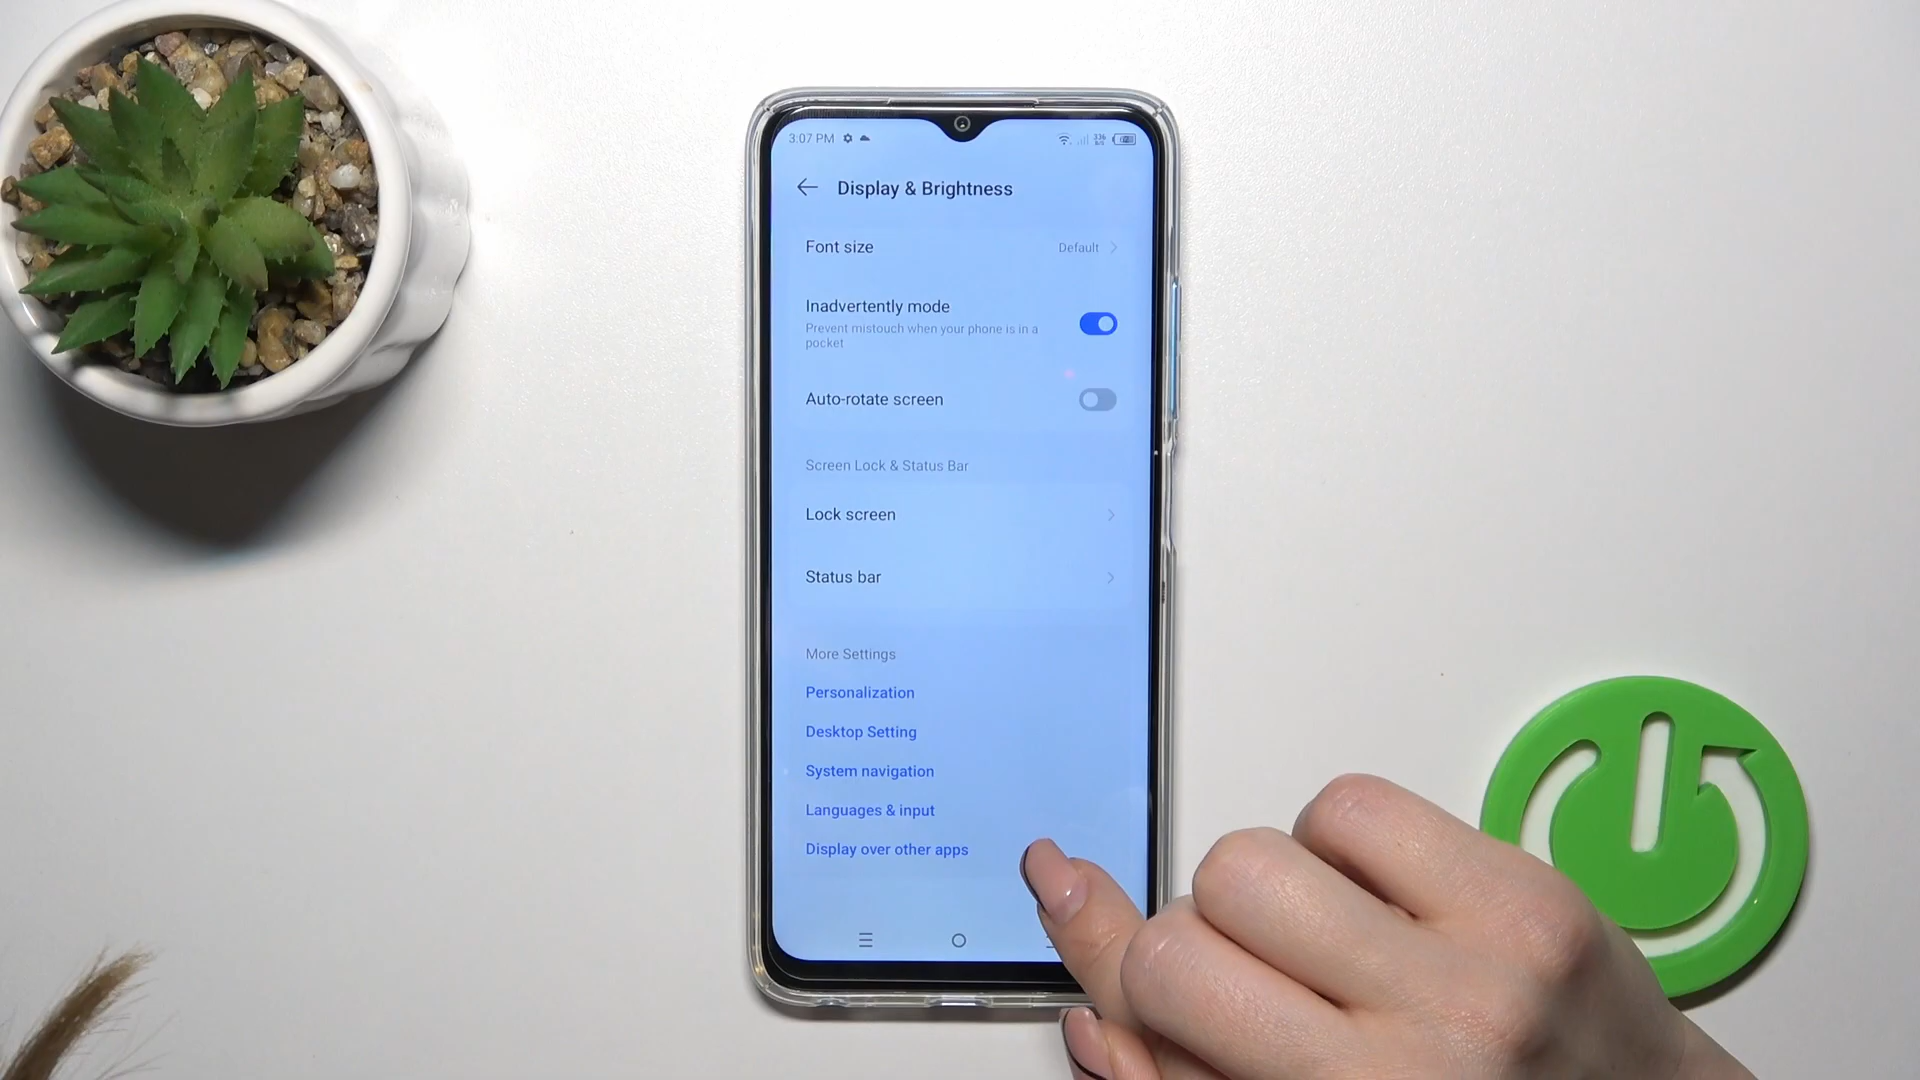 3:07 PM
336
B/S
Display & Brightness
Font size
Default
Inadvertently mode
Prevent mistouch when your phone is in a
pocket
Auto-rotate screen
Screen Lock & Status Bar
Lock screen
Status bar
More Settings
Personalization
Desktop Setting
System navigation
Languages & input
Display over other apps